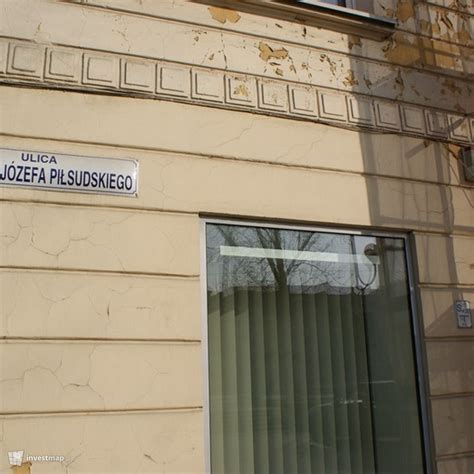 ULICA
JÓZEFA PIŁSUDSKIEGO
investmap